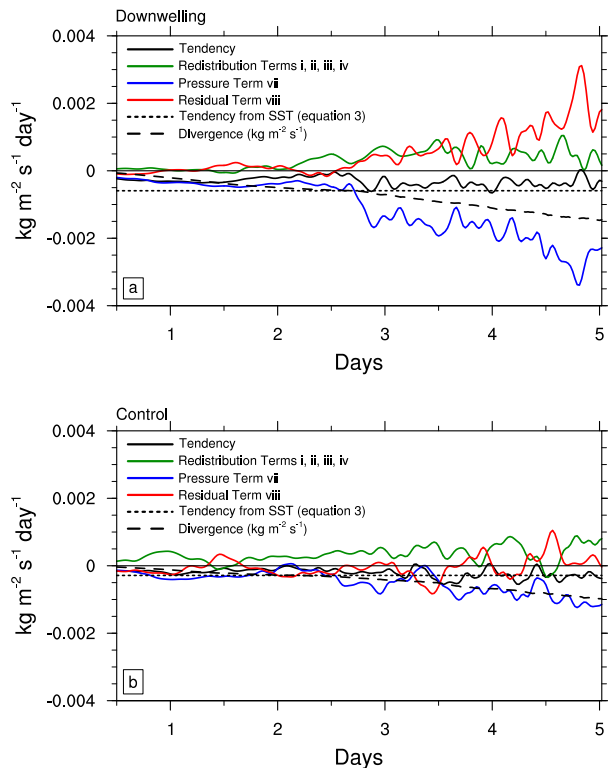 Downwelling
0.004
Tendency
Redistribution Terms i, ii, iii, iv
Pressure Term vii
0.002
Residual Term viii
Tendency from SST (equation 3)
Divergence (kg m⁻² s⁻¹)
0
kg m⁻² s⁻¹ day⁻¹
-0.002
a
-0.004
1 2 3 4 5
Days
Control
0.004
Tendency
Redistribution Terms i, ii, iii, iv
Pressure Term vii
0.002
Residual Term viii
Tendency from SST (equation 3)
Divergence (kg m⁻² s⁻¹)
0
kg m⁻² s⁻¹ day⁻¹
-0.002
b
-0.004
1 2 3 4 5
Days